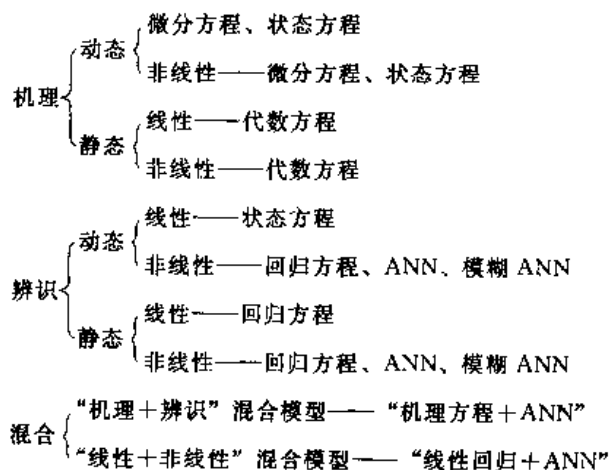 微分方程、状态方程
动态
非线性——微分方程、状态方程
机理
线性——代数方程
静态
非线性——代数方程
线性——状态方程
动态
非线性——回归方程、ANN、模糊 ANN
辨识
线性——回归方程
静态
非线性——回归方程、ANN、模糊 ANN
“机理+辨识”混合模型——“机理方程+ANN”
混合
“线性+非线性”混合模型——“线性回归+ANN”